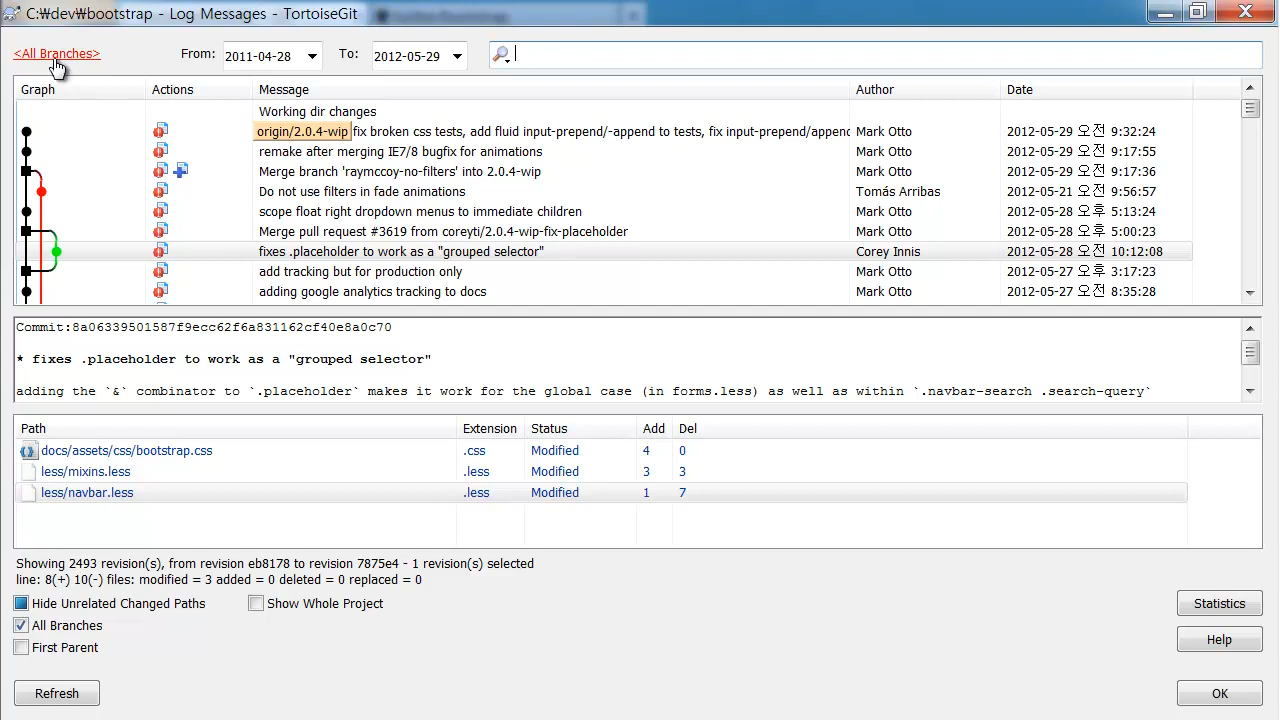 C:₩dev₩bootstrap - Log Messages - TortoiseGit
<All Branches> From: 2011-04-28 To: 2012-05-29
Graph Actions Message Author Date
Working dir changes
origin/2.0.4-wip fix broken css tests, add fluid input-prepend/-append to tests, fix input-prepend/append Mark Otto 2012-05-29 오전 9:32:24
remake after merging IE7/8 bugfix for animations Mark Otto 2012-05-29 오전 9:17:55
Merge branch 'raymccoy-no-filters' into 2.0.4-wip Mark Otto 2012-05-29 오전 9:17:36
Do not use filters in fade animations Tomás Arribas 2012-05-21 오전 9:56:57
scope float right dropdown menus to immediate children Mark Otto 2012-05-28 오후 5:13:24
Merge pull request #3619 from coreyti/2.0.4-wip-fix-placeholder Mark Otto 2012-05-28 오후 5:00:23
fixes .placeholder to work as a "grouped selector" Corey Innis 2012-05-28 오전 10:12:08
add tracking but for production only Mark Otto 2012-05-27 오후 3:17:23
adding google analytics tracking to docs Mark Otto 2012-05-27 오전 8:35:28
Commit:8a06339501587f9ecc62f6a831162cf40e8a0c70
* fixes .placeholder to work as a "grouped selector"
adding the `&` combinator to `.placeholder` makes it work for the global case (in forms.less) as well as within `.navbar-search .search-query`
Path Extension Status Add Del
docs/assets/css/bootstrap.css .css Modified 4 0
less/mixins.less .less Modified 3 3
less/navbar.less .less Modified 1 7
Showing 2493 revision(s), from revision eb8178 to revision 7875e4 - 1 revision(s) selected
line: 8(+) 10(-) files: modified = 3 added = 0 deleted = 0 replaced = 0
Hide Unrelated Changed Paths Show Whole Project Statistics
All Branches
Help
First Parent
Refresh OK